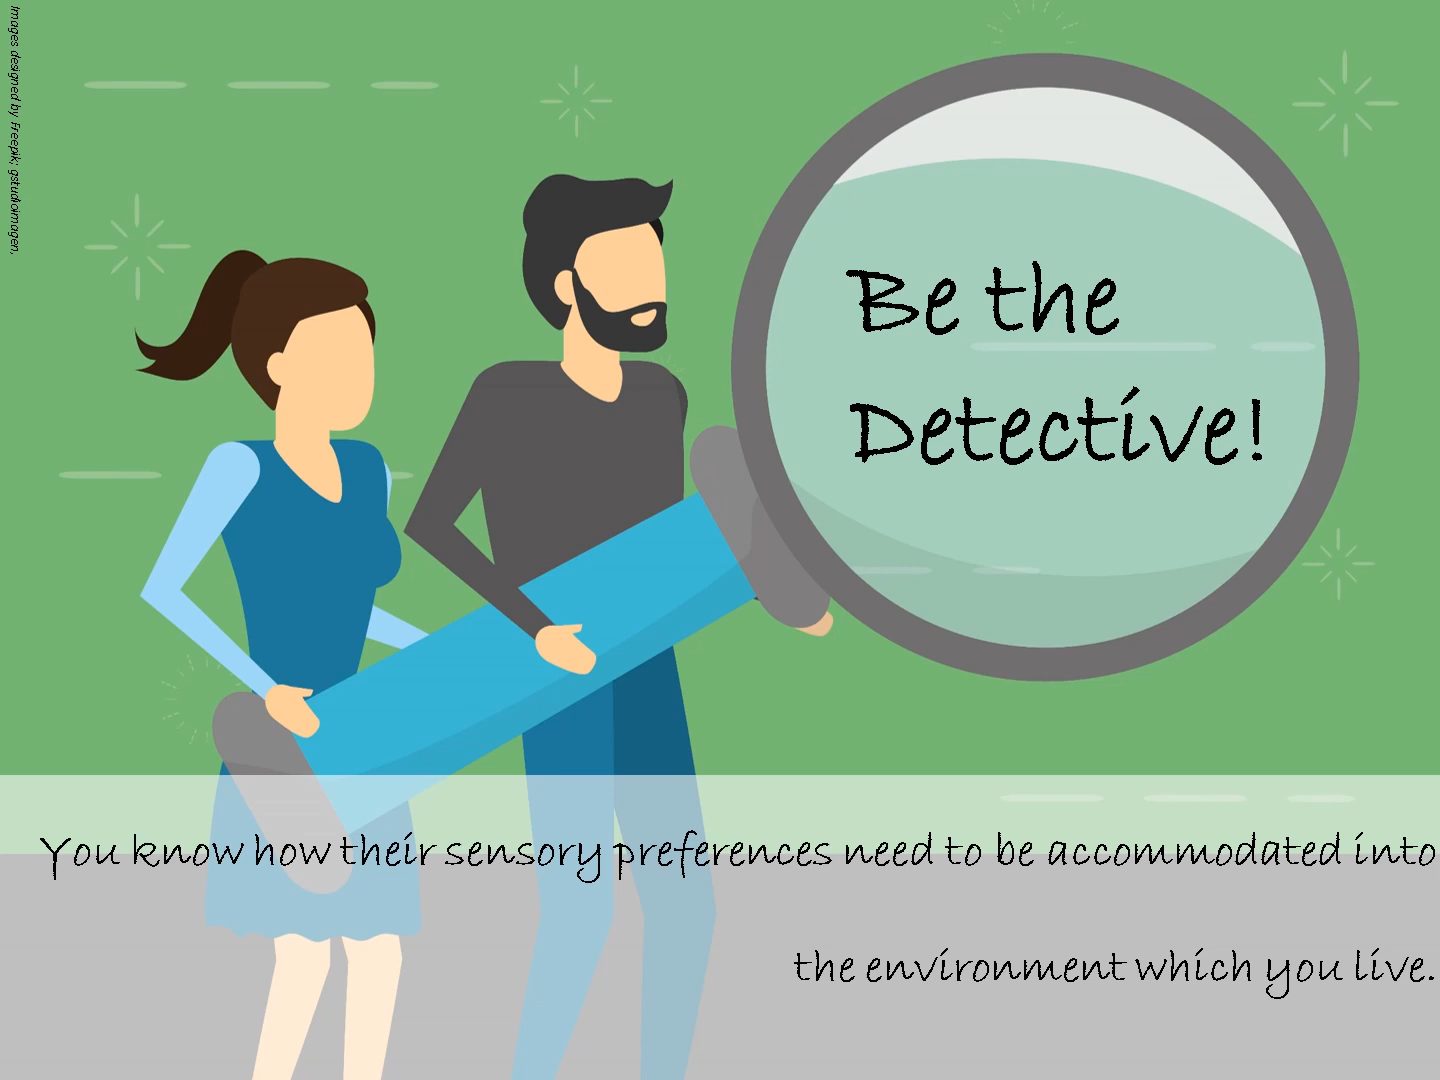 Images designed by Freepik; gstudioimagen,
Be the
Detective!
You know how their sensory preferences need to be accommodated into
the environment which you live.